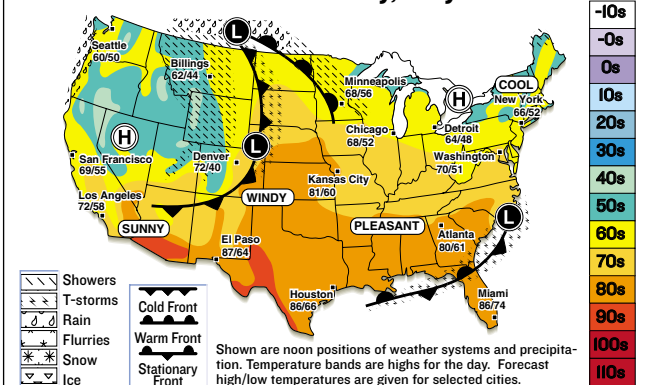 L
Seattle
60/50
Billings
62/44
Minneapolis
68/56
COOL
H
New York
66/52
H
Chicago
68/52
Detroit
64/48
San Francisco
69/55
Denver
72/40
L
Washington
70/51
Los Angeles
72/58
Kansas City
81/60
WINDY
SUNNY
PLEASANT
L
El Paso
87/64
Atlanta
80/61
Houston
86/66
Miami
86/74
Showers
T-storms
Rain
Flurries
Snow
Ice
Cold Front
Warm Front
Stationary
Front
Shown are noon positions of weather systems and precipita-
tion. Temperature bands are highs for the day. Forecast
high/low temperatures are given for selected cities.
-10s
-0s
0s
10s
20s
30s
40s
50s
60s
70s
80s
90s
100s
110s